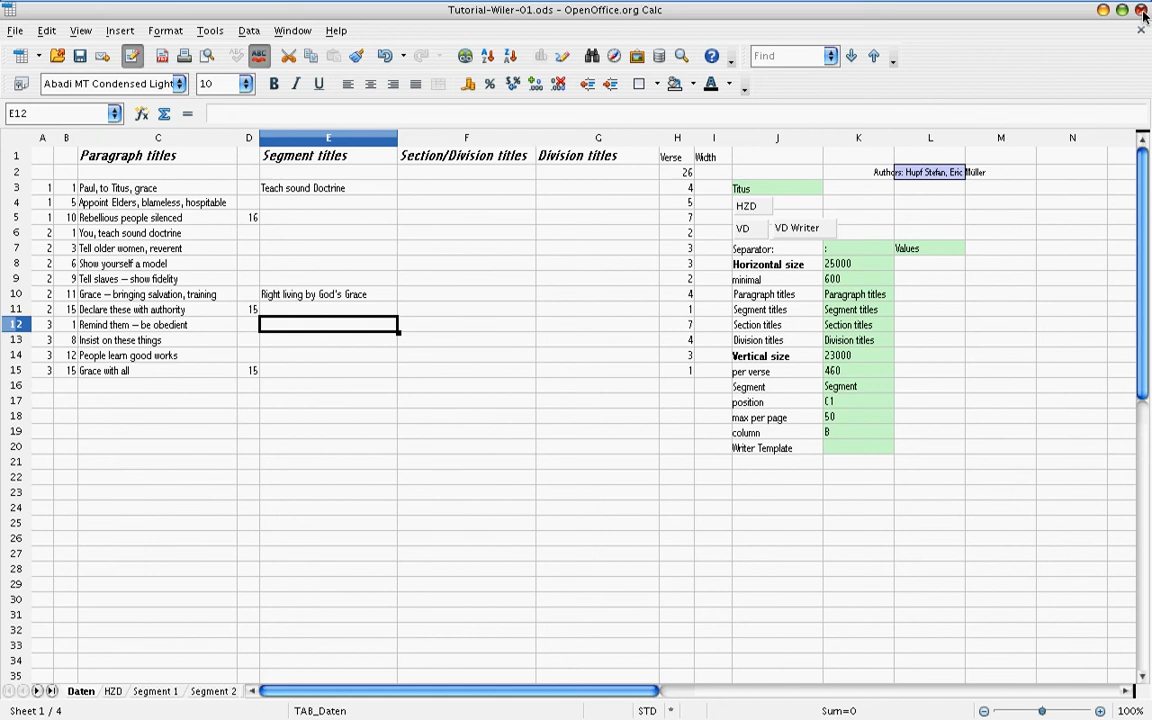 Tutorial-Wiler-01.ods - OpenOffice.org Calc
File Edit View Insert Format Tools Data Window Help
Find
Abadi MT Condensed Light 10
E12
A B C D E F G H I J K L M N
1 Paragraph titles Segment titles Section/Division titles Division titles Verse Width
2 26 Authors: Hupf Stefan, Eric Müller
3 1 1 Paul, to Titus, grace Teach sound Doctrine 4 Titus
4 1 5 Appoint Elders, blameless, hospitable 5 HZD
5 1 10 Rebellious people silenced 16 7
6 2 1 You, teach sound doctrine 2 VD VD Writer
7 2 3 Tell older women, reverent 3 Separator: : Values
8 2 6 Show yourself a model 3 Horizontal size 25000
9 2 9 Tell slaves – show fidelity 2 minimal 600
10 2 11 Grace – bringing salvation, training Right living by God's Grace 4 Paragraph titles Paragraph titles
11 2 15 Declare these with authority 15 1 Segment titles Segment titles
12 3 1 Remind them – be obedient 7 Section titles Section titles
13 3 8 Insist on these things 4 Division titles Division titles
14 3 12 People learn good works 3 Vertical size 23000
15 3 15 Grace with all 15 1 per verse 460
16 Segment Segment
17 position C1
18 max per page 50
19 column B
20 Writer Template
21
22
23
24
25
26
27
28
29
30
31
32
33
34
35
Daten HZD Segment 1 Segment 2
Sheet 1 / 4 TAB_Daten STD * Sum=0 100%